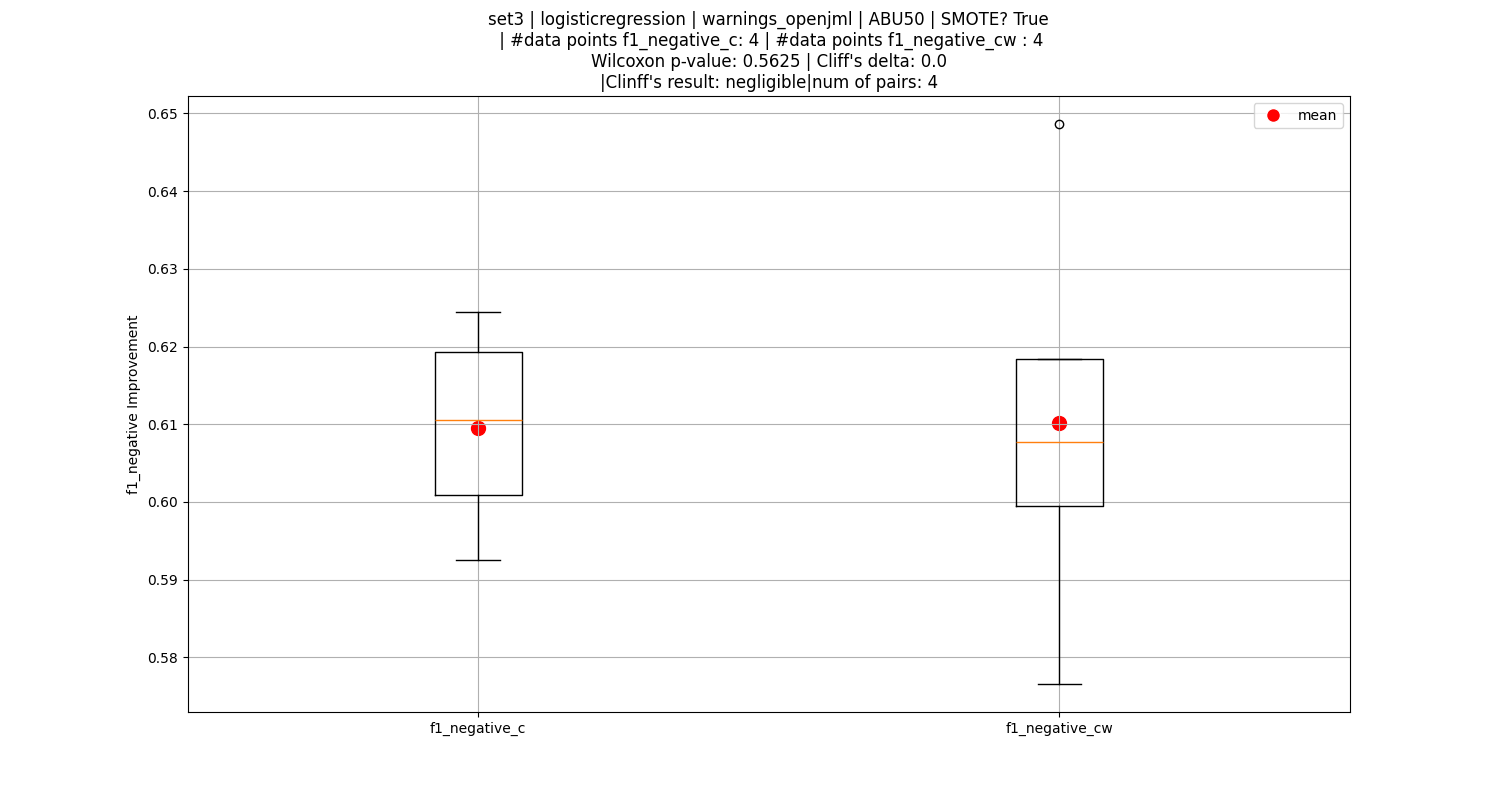 set3 | logisticregression | warnings_openjml | ABU50 | SMOTE? True
| #data points f1_negative_c: 4 | #data points f1_negative_cw : 4
Wilcoxon p-value: 0.5625 | Cliff's delta: 0.0
|Clinff's result: negligible|num of pairs: 4
mean
0.65
0.64
0.63
0.62
0.61
0.60
0.59
0.58
f1_negative Improvement
f1_negative_c
f1_negative_cw